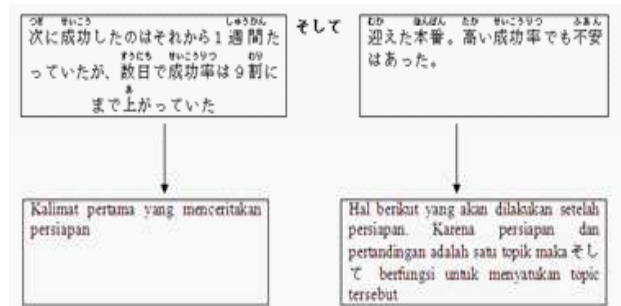 次に成功したのはそれから１週間た
っていたが、数日で成功率は９割に
まで上がっていた
そして
迎えた本番。高い成功率でも不安
はあった。
Kalimat pertama yang menceritakan
persiapan
Hal berikut yang akan dilakukan setelah
persiapan. Karena persiapan dan
pertandingan adalah satu topik maka そし
て berfungsi untuk menyatukan topic
tersebut